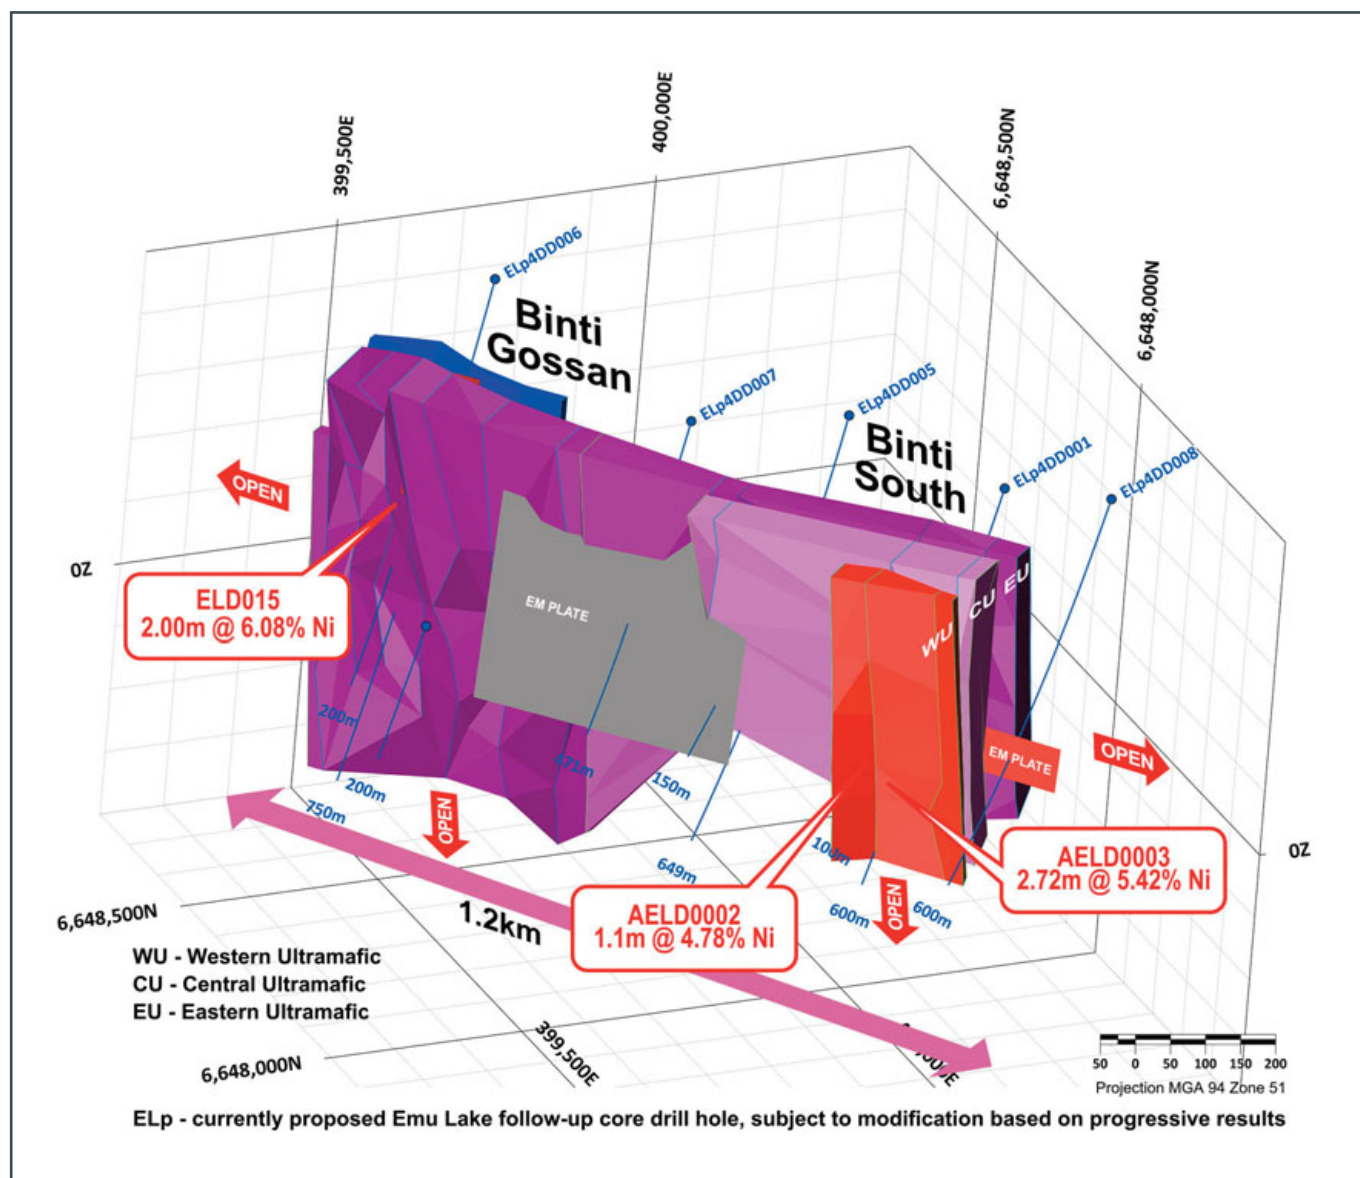 399,500E
400,000E
6,648,500N
6,648,000N
ELp4DD006
Binti
Gossan
ELp4DD007
ELp4DD005
Binti
South
ELp4DD001
ELp4DD008
OPEN
0Z
ELD015
2.00m @ 6.08% Ni
EM PLATE
WU
CU
EU
200m
200m
750m
471m
150m
649m
EM PLATE
OPEN
0Z
OPEN
100m
600m
600m
OPEN
AELD0003
2.72m @ 5.42% Ni
AELD0002
1.1m @ 4.78% Ni
1.2km
6,648,500N
WU - Western Ultramafic
CU - Central Ultramafic
EU - Eastern Ultramafic
6,648,000N
399,500E
50 0 50 100 150 200
Projection MGA 94 Zone 51
ELp - currently proposed Emu Lake follow-up core drill hole, subject to modification based on progressive results